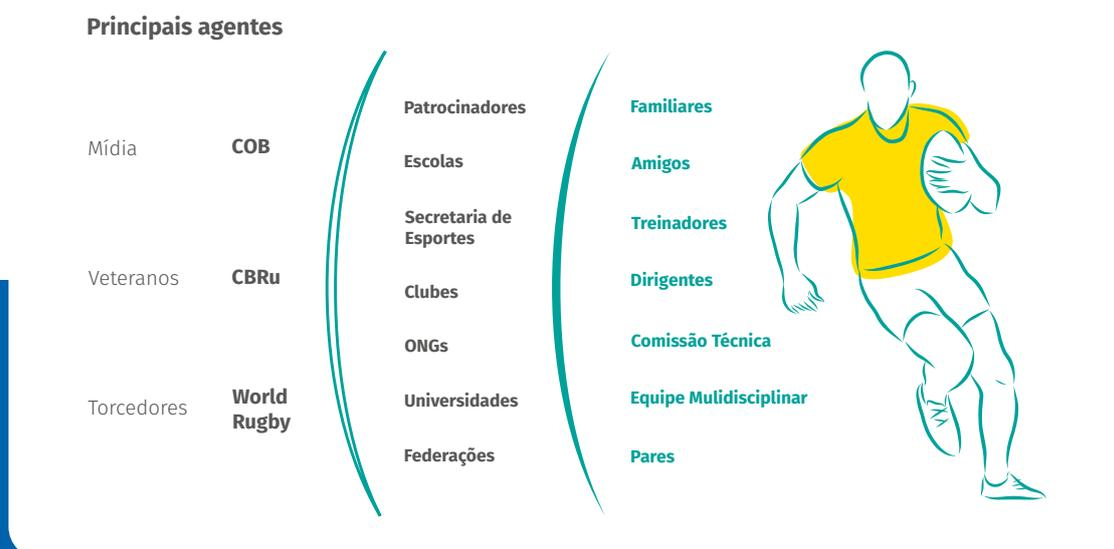 Principais agentes
Mídia
Veteranos
Torcedores
COB
CBRu
World
Rugby
Patrocinadores
Escolas
Secretaria de
Esportes
Clubes
ONGs
Universidades
Federações
Familiares
Amigos
Treinadores
Dirigentes
Comissão Técnica
Equipe Mulidisciplinar
Pares